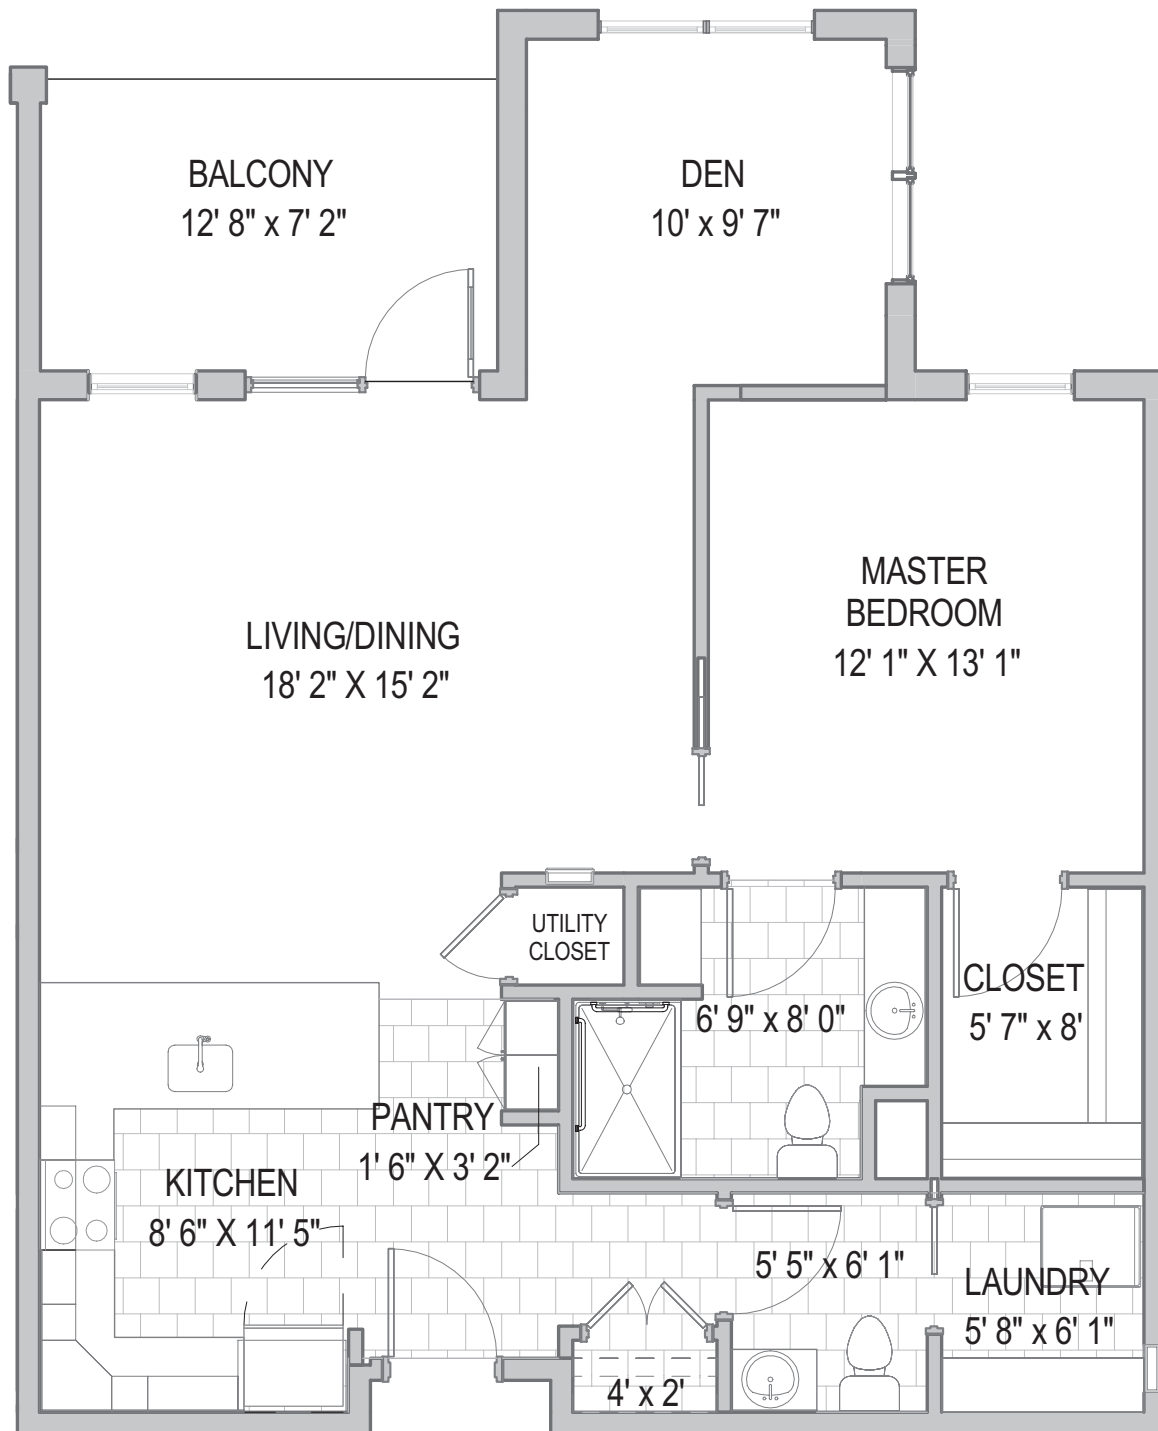 BALCONY
12' 8" x 7' 2"
DEN
10' x 9' 7"
MASTER
BEDROOM
12' 1" X 13' 1"
LIVING/DINING
18' 2" X 15' 2"
UTILITY
CLOSET
CLOSET
5' 7" x 8'
6' 9" x 8' 0"
PANTRY
1' 6" X 3' 2"
KITCHEN
8' 6" X 11' 5"
5' 5" x 6' 1"
LAUNDRY
5' 8" x 6' 1"
4' x 2'